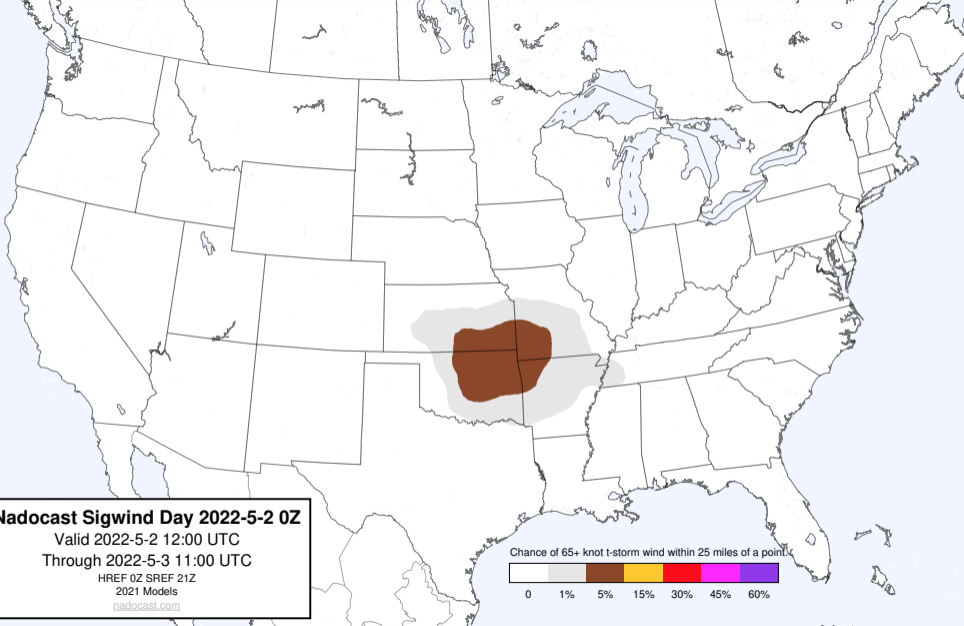 Nadocast Sigwind Day 2022-5-2 0Z
Valid 2022-5-2 12:00 UTC
Through 2022-5-3 11:00 UTC
HREF 0Z SREF 21Z
2021 Models
nadocast.com
Chance of 65+ knot t-storm wind within 25 miles of a point.
0 1% 5% 15% 30% 45% 60%